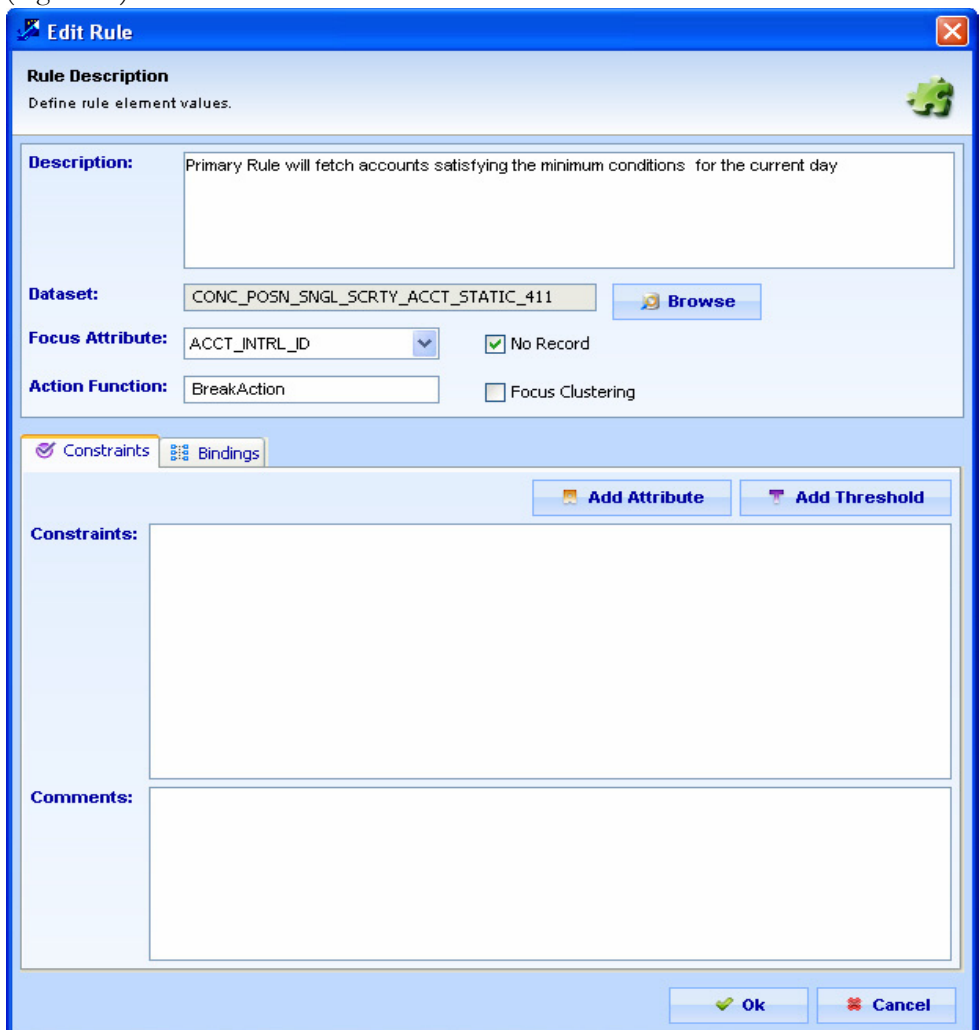 Edit Rule
Rule Description
Define rule element values.
Description:
Primary Rule will fetch accounts satisfying the minimum conditions  for the current day
Dataset:
CONC_POSN_SNGL_SCRTY_ACCT_STATIC_411
Browse
Focus Attribute:
ACCT_INTRL_ID
No Record
Action Function:
BreakAction
Focus Clustering
Constraints
Bindings
Add Attribute
Add Threshold
Constraints:
Comments:
Ok
Cancel